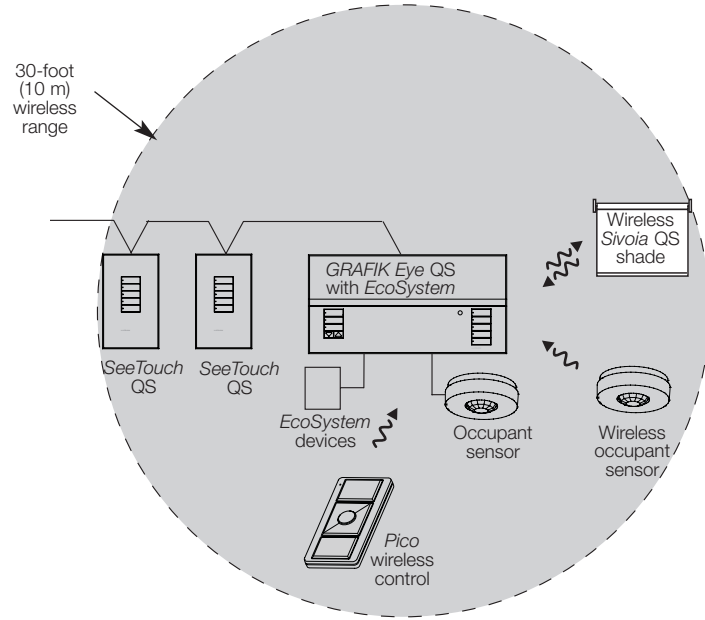 30-foot
(10 m)
wireless
range
Wireless
Sivoia QS
shade
GRAFIK Eye QS
with EcoSystem
SeeTouch
QS
SeeTouch
QS
EcoSystem
devices
Occupant
sensor
Wireless
occupant
sensor
Pico
wireless
control